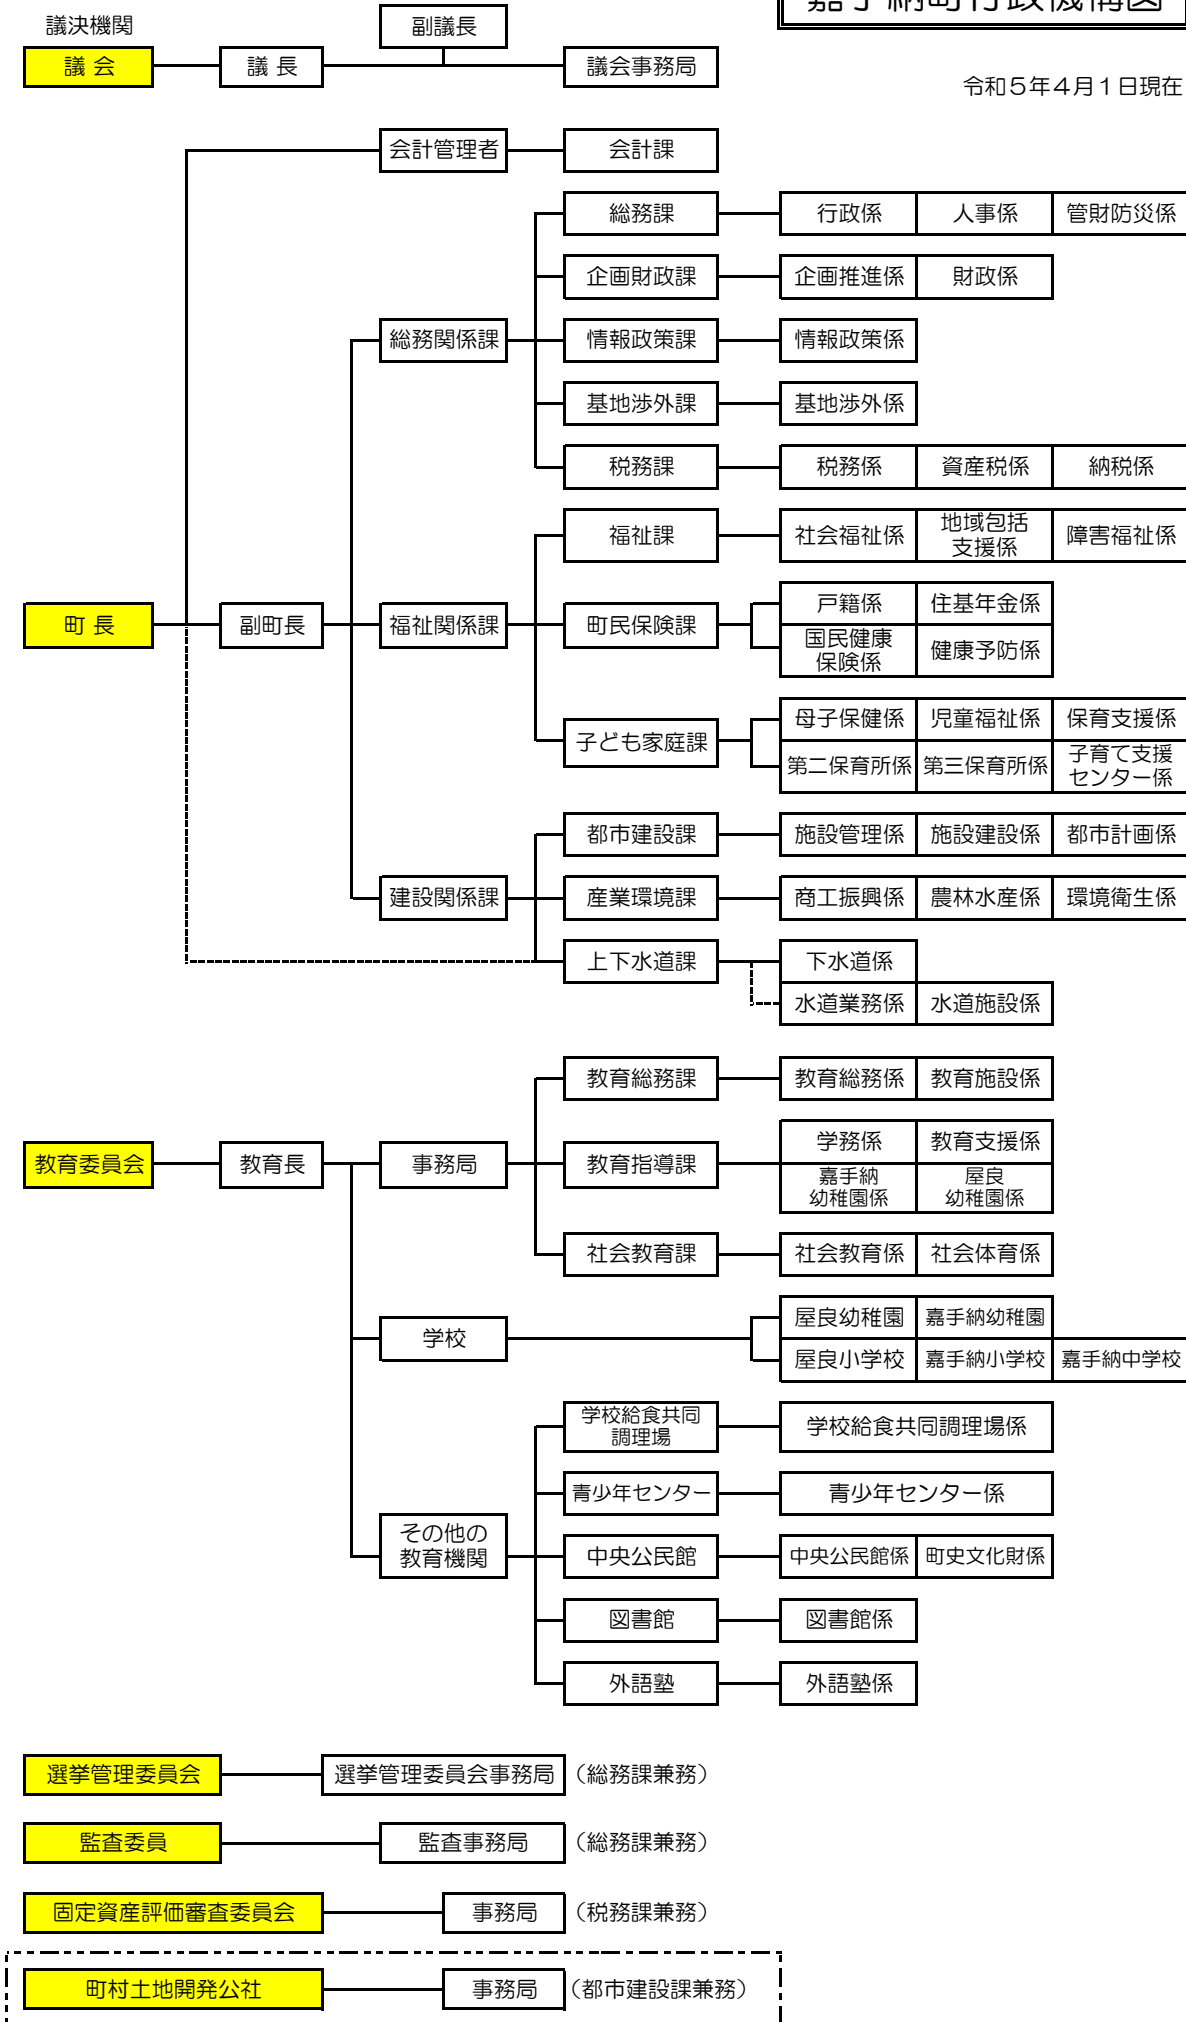 嘉手納町行政機構図
議決機関
副議長
議 会
議 長
議会事務局
令和５年４月１日現在
会計管理者
会計課
総務課
行政係
人事係
管財防災係
企画財政課
企画推進係
財政係
総務関係課
情報政策課
情報政策係
基地渉外課
基地渉外係
税務課
税務係
資産税係
納税係
福祉課
社会福祉係
地域包括
支援係
障害福祉係
町 長
副町長
福祉関係課
町民保険課
戸籍係
住基年金係
国民健康
保険係
健康予防係
子ども家庭課
母子保健係
児童福祉係
保育支援係
第二保育所係
第三保育所係
子育て支援
センター係
都市建設課
施設管理係
施設建設係
都市計画係
建設関係課
産業環境課
商工振興係
農林水産係
環境衛生係
上下水道課
下水道係
水道業務係
水道施設係
教育総務課
教育総務係
教育施設係
教育委員会
教育長
事務局
教育指導課
学務係
教育支援係
嘉手納
幼稚園係
屋良
幼稚園係
社会教育課
社会教育係
社会体育係
学校
屋良幼稚園
嘉手納幼稚園
屋良小学校
嘉手納小学校
嘉手納中学校
学校給食共同
調理場
学校給食共同調理場係
青少年センター
青少年センター係
その他の
教育機関
中央公民館
中央公民館係
町史文化財係
図書館
図書館係
外語塾
外語塾係
選挙管理委員会
選挙管理委員会事務局
（総務課兼務）
監査委員
監査事務局
（総務課兼務）
固定資産評価審査委員会
事務局
（税務課兼務）
町村土地開発公社
事務局
（都市建設課兼務）